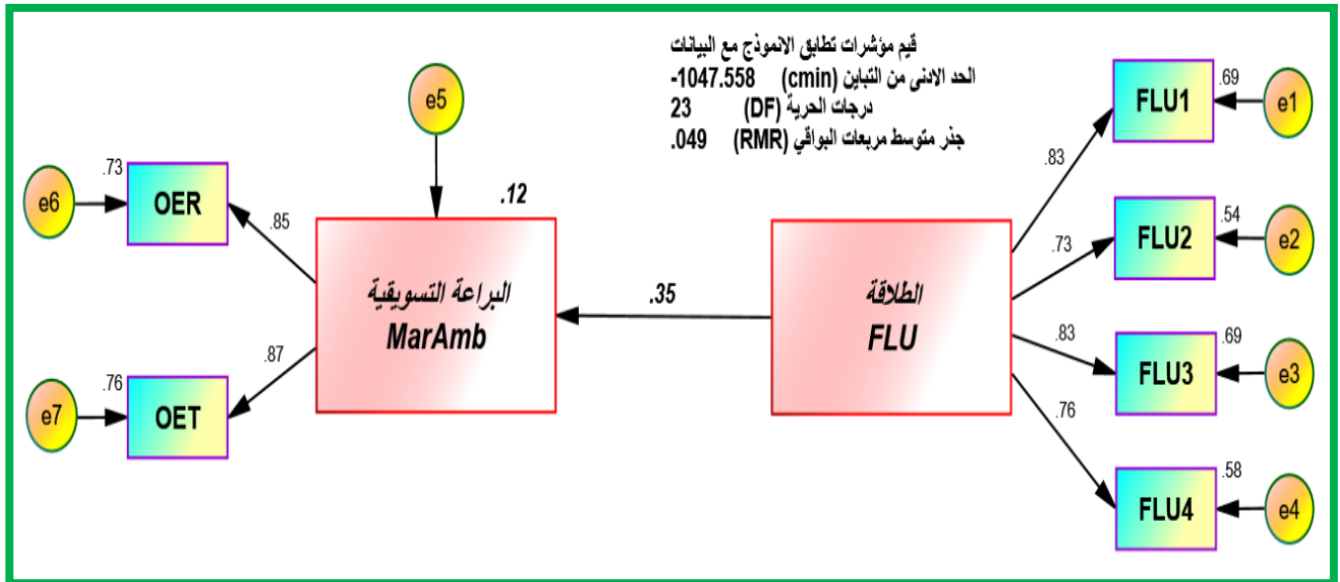 قيم مؤشرات تطابق الانموذج مع البيانات
الحد الادنى من التباين (cmin) -1047.558
درجات الحرية (DF) 23
جذر متوسط مربعات البواقي (RMR) .049
e5
.12
e6
.73
OER
.85
البراعة التسويقية
MarAmb
.87
e7
.76
OET
.35
الطلاقة
FLU
.83
FLU1
.69
e1
.73
FLU2
.54
e2
.83
FLU3
.69
e3
.76
FLU4
.58
e4